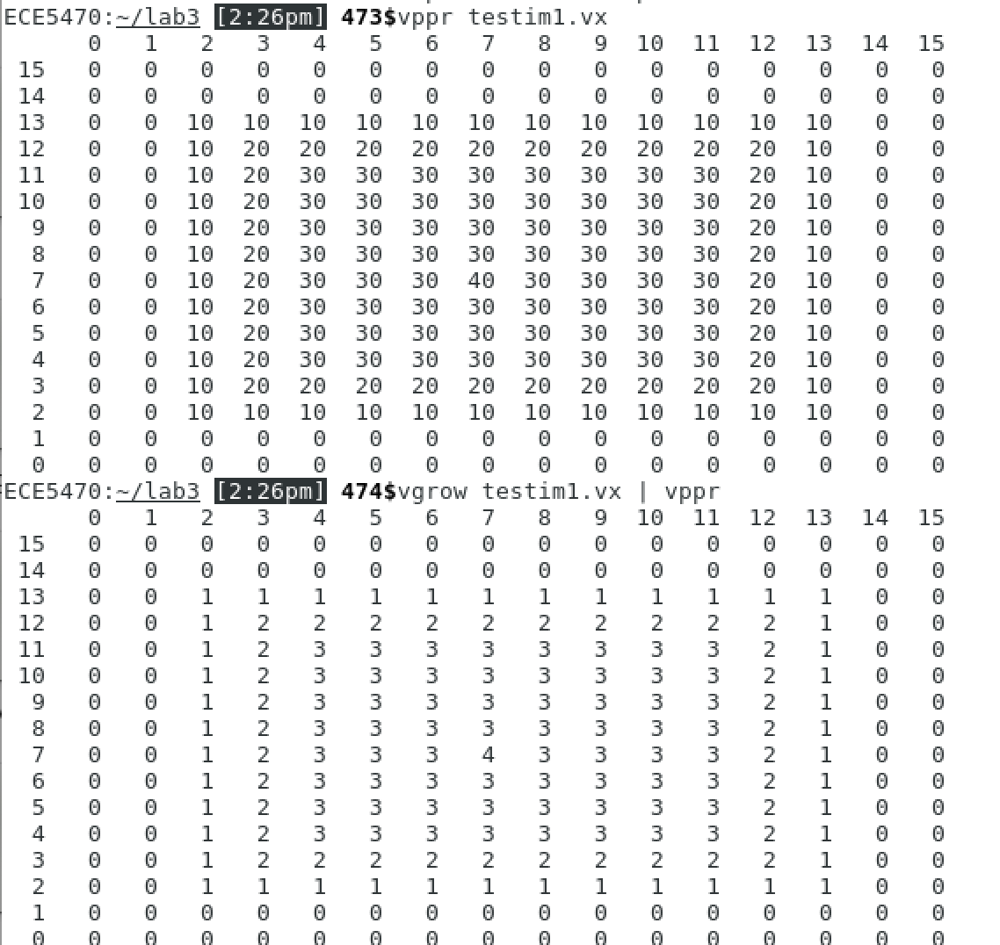 ECE5470:~/lab3 [2:26pm] 473$vppr testim1.vx
0 1 2 3 4 5 6 7 8 9 10 11 12 13 14 15
15 0 0 0 0 0 0 0 0 0 0 0 0 0 0 0 0
14 0 0 0 0 0 0 0 0 0 0 0 0 0 0 0 0
13 0 0 10 10 10 10 10 10 10 10 10 10 10 10 0 0
12 0 0 10 20 20 20 20 20 20 20 20 20 20 10 0 0
11 0 0 10 20 30 30 30 30 30 30 30 30 20 10 0 0
10 0 0 10 20 30 30 30 30 30 30 30 30 20 10 0 0
9 0 0 10 20 30 30 30 30 30 30 30 30 20 10 0 0
8 0 0 10 20 30 30 30 30 30 30 30 30 20 10 0 0
7 0 0 10 20 30 30 30 40 30 30 30 30 20 10 0 0
6 0 0 10 20 30 30 30 30 30 30 30 30 20 10 0 0
5 0 0 10 20 30 30 30 30 30 30 30 30 20 10 0 0
4 0 0 10 20 30 30 30 30 30 30 30 30 20 10 0 0
3 0 0 10 20 20 20 20 20 20 20 20 20 20 10 0 0
2 0 0 10 10 10 10 10 10 10 10 10 10 10 10 0 0
1 0 0 0 0 0 0 0 0 0 0 0 0 0 0 0 0
0 0 0 0 0 0 0 0 0 0 0 0 0 0 0 0 0
ECE5470:~/lab3 [2:26pm] 474$vgrow testim1.vx | vppr
0 1 2 3 4 5 6 7 8 9 10 11 12 13 14 15
15 0 0 0 0 0 0 0 0 0 0 0 0 0 0 0 0
14 0 0 0 0 0 0 0 0 0 0 0 0 0 0 0 0
13 0 0 1 1 1 1 1 1 1 1 1 1 1 1 0 0
12 0 0 1 2 2 2 2 2 2 2 2 2 2 1 0 0
11 0 0 1 2 3 3 3 3 3 3 3 3 2 1 0 0
10 0 0 1 2 3 3 3 3 3 3 3 3 2 1 0 0
9 0 0 1 2 3 3 3 3 3 3 3 3 2 1 0 0
8 0 0 1 2 3 3 3 3 3 3 3 3 2 1 0 0
7 0 0 1 2 3 3 3 4 3 3 3 3 2 1 0 0
6 0 0 1 2 3 3 3 3 3 3 3 3 2 1 0 0
5 0 0 1 2 3 3 3 3 3 3 3 3 2 1 0 0
4 0 0 1 2 3 3 3 3 3 3 3 3 2 1 0 0
3 0 0 1 2 2 2 2 2 2 2 2 2 2 1 0 0
2 0 0 1 1 1 1 1 1 1 1 1 1 1 1 0 0
1 0 0 0 0 0 0 0 0 0 0 0 0 0 0 0 0
0 0 0 0 0 0 0 0 0 0 0 0 0 0 0 0 0